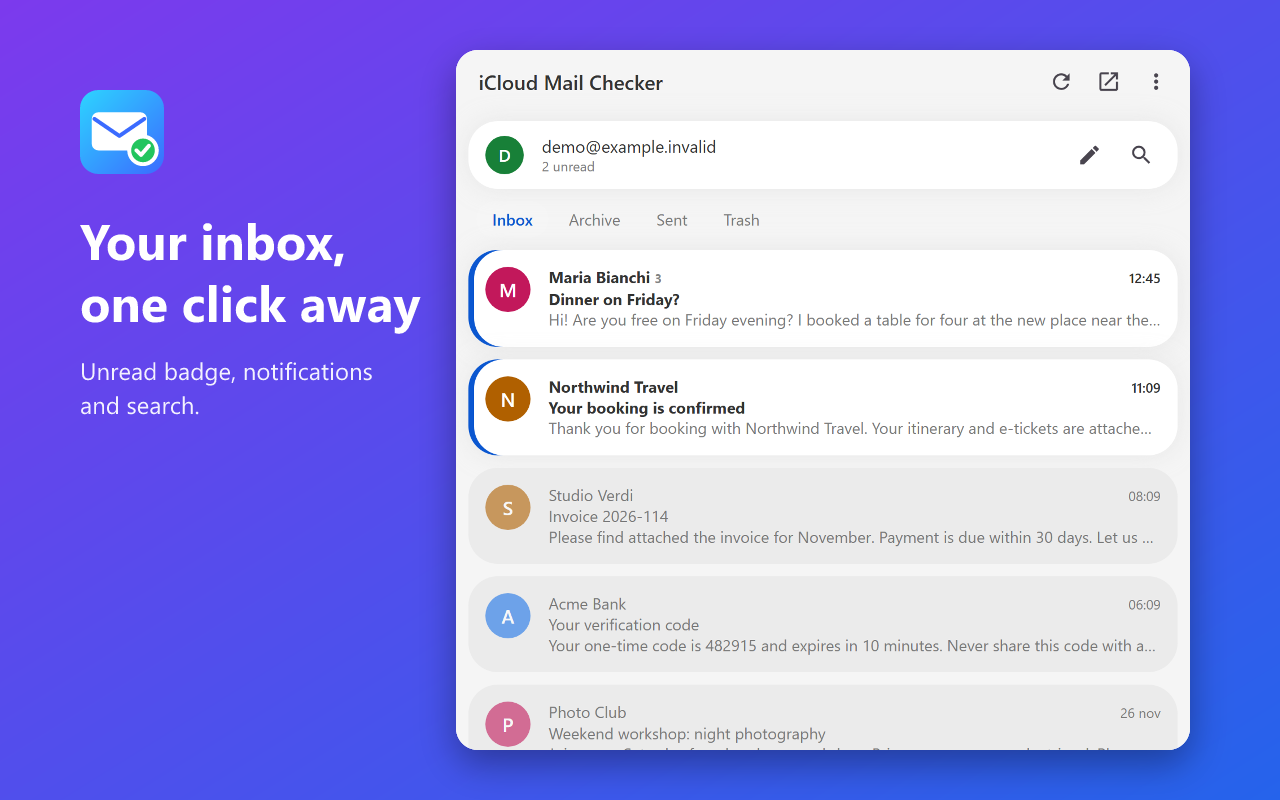 Your inbox,
one click away
Unread badge, notifications
and search.
iCloud Mail Checker
D
demo@example.invalid
2 unread
Inbox Archive Sent Trash
M
Maria Bianchi 3 12:45
Dinner on Friday?
Hi! Are you free on Friday evening? I booked a table for four at the new place near the...
N
Northwind Travel 11:09
Your booking is confirmed
Thank you for booking with Northwind Travel. Your itinerary and e-tickets are attache...
S
Studio Verdi 08:09
Invoice 2026-114
Please find attached the invoice for November. Payment is due within 30 days. Let us ...
A
Acme Bank 06:09
Your verification code
Your one-time code is 482915 and expires in 10 minutes. Never share this code with a...
P
Photo Club 26 nov
Weekend workshop: night photography